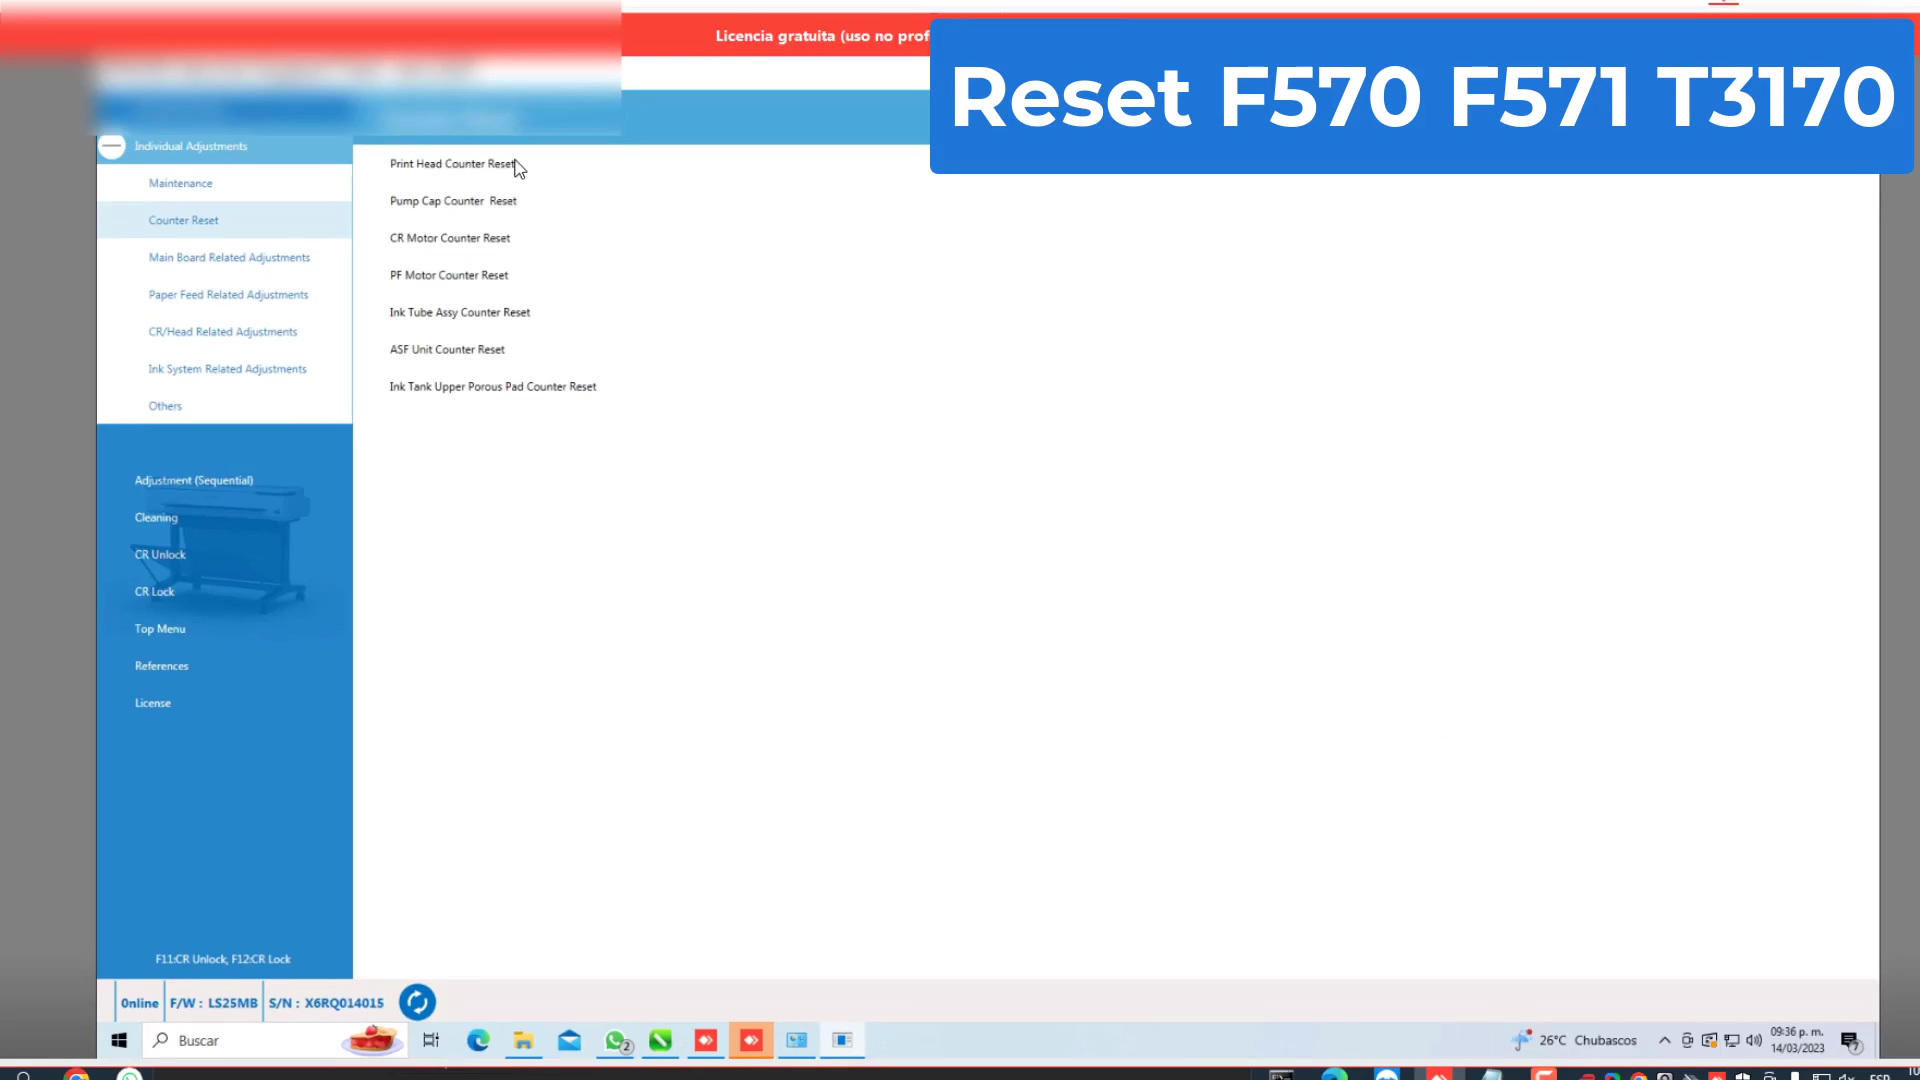 Licencia gratuita (uso no prof
Reset F570 F571 T3170
Individual Adjustments
Maintenance
Counter Reset
Main Board Related Adjustments
Paper Feed Related Adjustments
CR/Head Related Adjustments
Ink System Related Adjustments
Others
Print Head Counter Reset
Pump Cap Counter  Reset
CR Motor Counter Reset
PF Motor Counter Reset
Ink Tube Assy Counter Reset
ASF Unit Counter Reset
Ink Tank Upper Porous Pad Counter Reset
Adjustment (Sequential)
Cleaning
CR Unlock
CR Lock
Top Menu
References
License
F11:CR Unlock, F12:CR Lock
Online
F/W : LS25MB
S/N : X6RQ014015
Buscar
2
26°C Chubascos
09:36 p. m.
14/03/2023
7
ESP
10